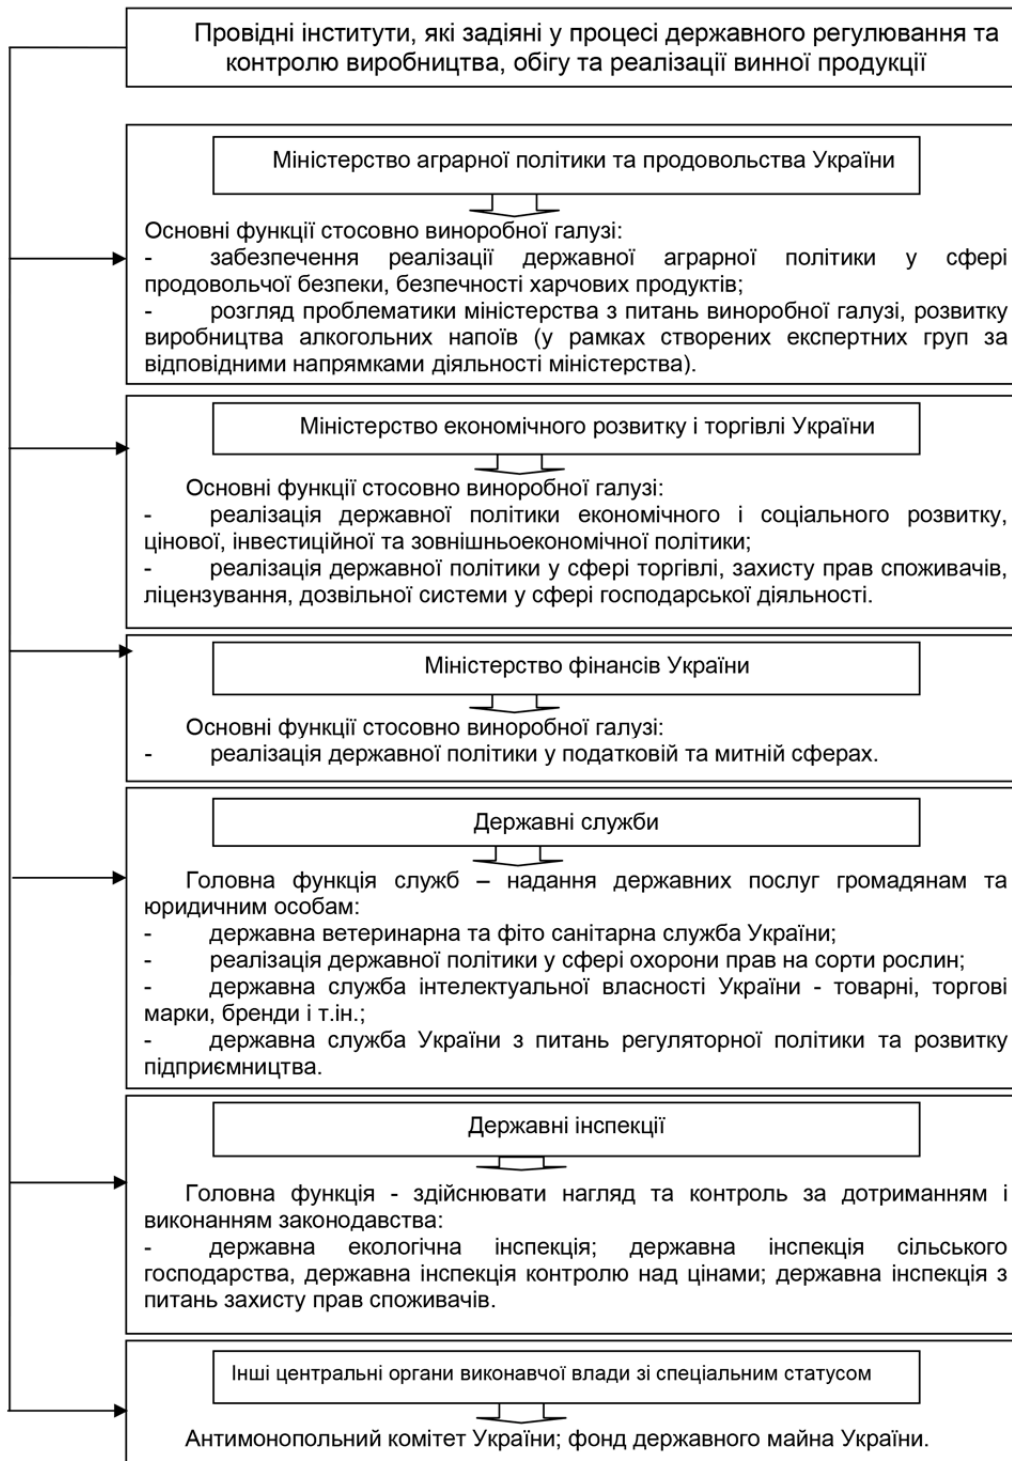 Провідні інститути, які задіяні у процесі державного регулювання та
контролю виробництва, обігу та реалізації винної продукції
Міністерство аграрної політики та продовольства України
Основні функції стосовно виноробної галузі:
- забезпечення реалізації державної аграрної політики у сфері
продовольчої безпеки, безпечності харчових продуктів;
- розгляд проблематики міністерства з питань виноробної галузі, розвитку
виробництва алкогольних напоїв (у рамках створених експертних груп за
відповідними напрямками діяльності міністерства).
Міністерство економічного розвитку і торгівлі України
Основні функції стосовно виноробної галузі:
- реалізація державної політики економічного і соціального розвитку,
цінової, інвестиційної та зовнішньоекономічної політики;
- реалізація державної політики у сфері торгівлі, захисту прав споживачів,
ліцензування, дозвільної системи у сфері господарської діяльності.
Міністерство фінансів України
Основні функції стосовно виноробної галузі:
- реалізація державної політики у податковій та митній сферах.
Державні служби
Головна функція служб – надання державних послуг громадянам та
юридичним особам:
- державна ветеринарна та фіто санітарна служба України;
- реалізація державної політики у сфері охорони прав на сорти рослин;
- державна служба інтелектуальної власності України - товарні, торгові
марки, бренди і т.ін.;
- державна служба України з питань регуляторної політики та розвитку
підприємництва.
Державні інспекції
Головна функція - здійснювати нагляд та контроль за дотриманням і
виконанням законодавства:
- державна екологічна інспекція; державна інспекція сільського
господарства, державна інспекція контролю над цінами; державна інспекція з
питань захисту прав споживачів.
Інші центральні органи виконавчої влади зі спеціальним статусом
Антимонопольний комітет України; фонд державного майна України.